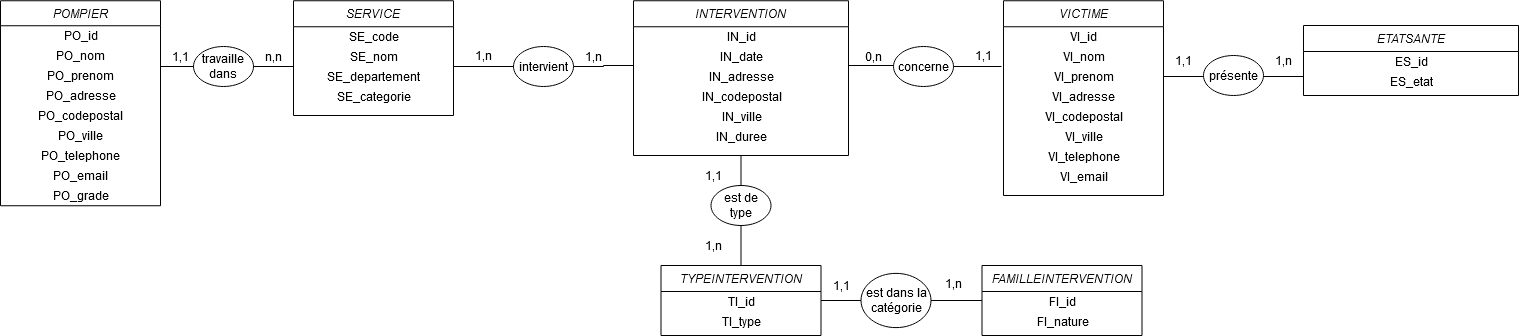 POMPIER
PO_id
PO_nom
PO_prenom
PO_adresse
PO_codepostal
PO_ville
PO_telephone
PO_email
PO_grade
1,1
travaille
dans
n,n
SERVICE
SE_code
SE_nom
SE_departement
SE_categorie
1,n
intervient
1,n
INTERVENTION
IN_id
IN_date
IN_adresse
IN_codepostal
IN_ville
IN_duree
0,n
concerne
1,1
VICTIME
VI_id
VI_nom
VI_prenom
VI_adresse
VI_codepostal
VI_ville
VI_telephone
VI_email
1,1
présente
1,n
ETATSANTE
ES_id
ES_etat
1,1
est de
type
1,n
TYPEINTERVENTION
TI_id
TI_type
1,1
est dans la
catégorie
1,n
FAMILLEINTERVENTION
FI_id
FI_nature